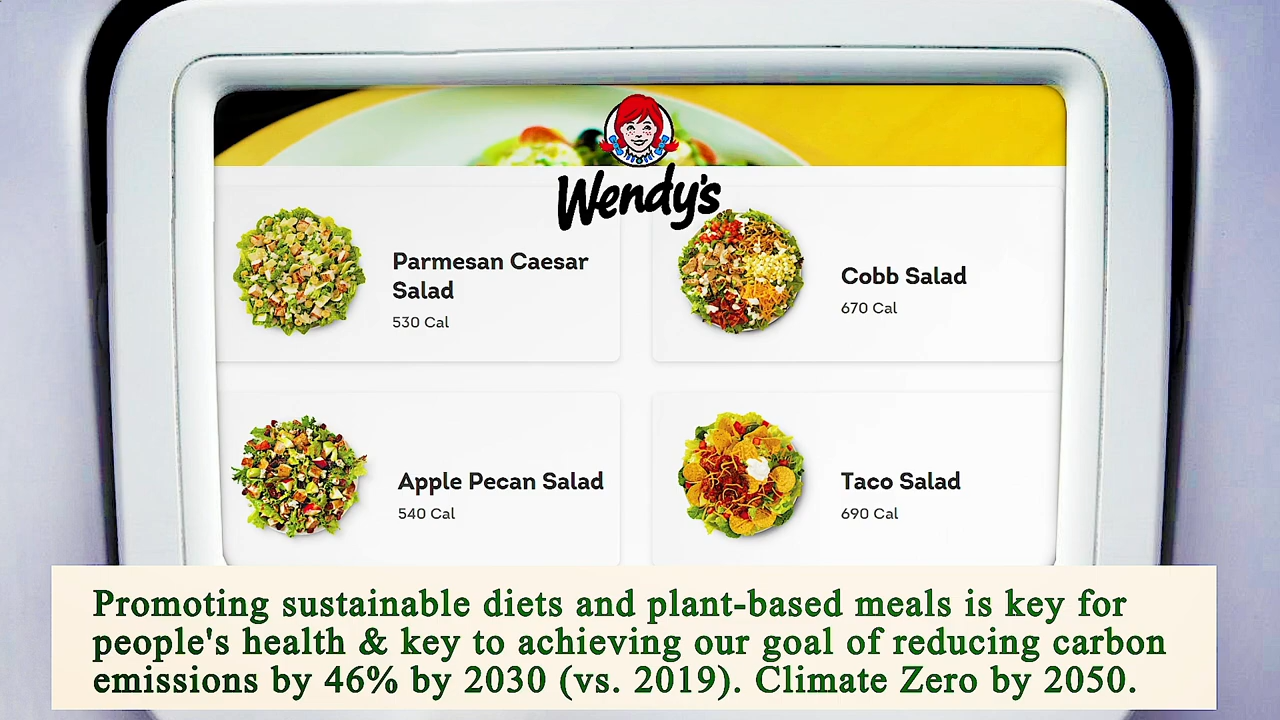 Wendy's
Parmesan Caesar
Salad
530 Cal
Cobb Salad
670 Cal
Apple Pecan Salad
540 Cal
Taco Salad
690 Cal
Promoting sustainable diets and plant-based meals is key for
people's health & key to achieving our goal of reducing carbon
emissions by 46% by 2030 (vs. 2019). Climate Zero by 2050.